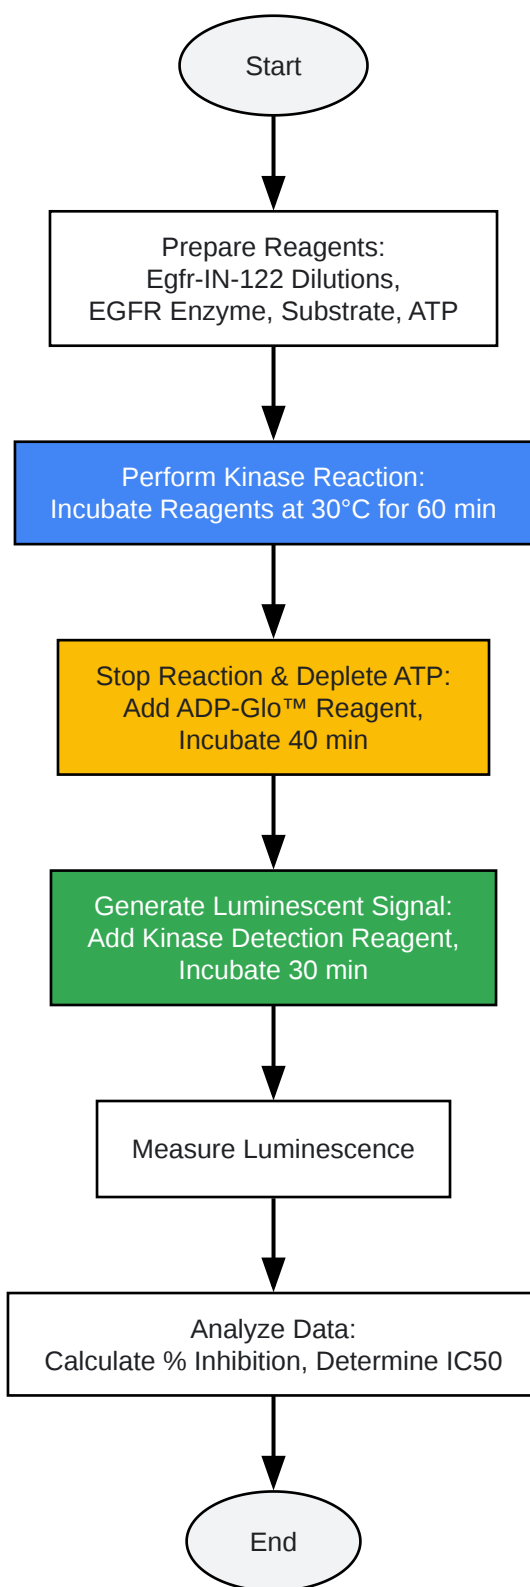 Start
Prepare Reagents:
Egfr-IN-122 Dilutions,
EGFR Enzyme, Substrate, ATP
Perform Kinase Reaction:
Incubate Reagents at 30°C for 60 min
Stop Reaction & Deplete ATP:
Add ADP-Glo™ Reagent,
Incubate 40 min
Generate Luminescent Signal:
Add Kinase Detection Reagent,
Incubate 30 min
Measure Luminescence
Analyze Data:
Calculate % Inhibition, Determine IC50
End